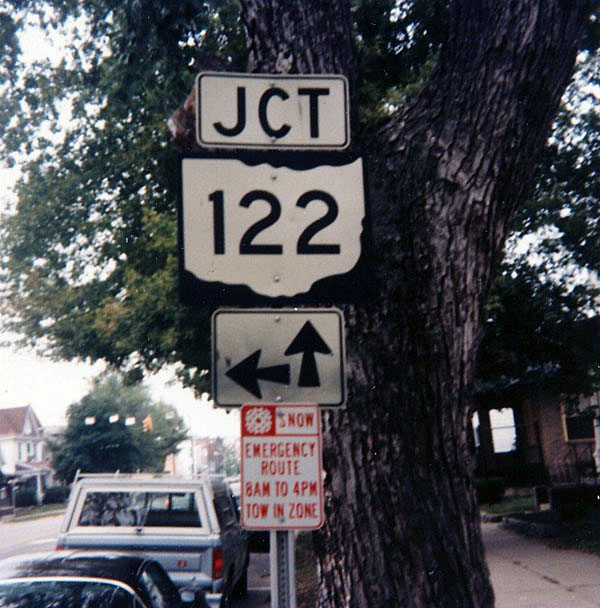 JCT
122
SNOW
EMERGENCY
ROUTE
8AM TO 4PM
TOW IN ZONE